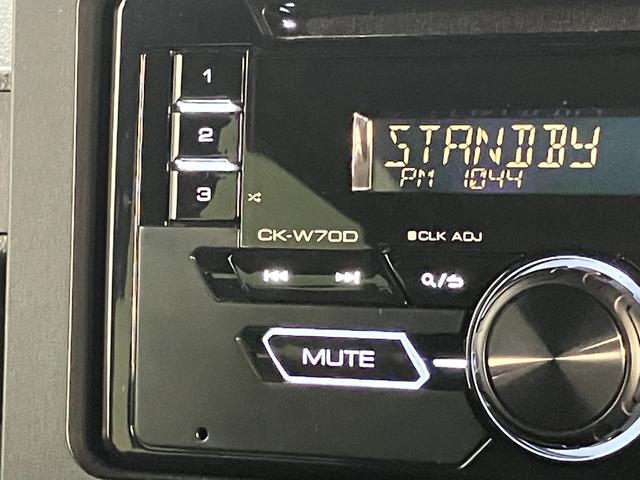 1
2
3
STANDBY
PM 1044
CK-W70D
CLK ADJ
MUTE